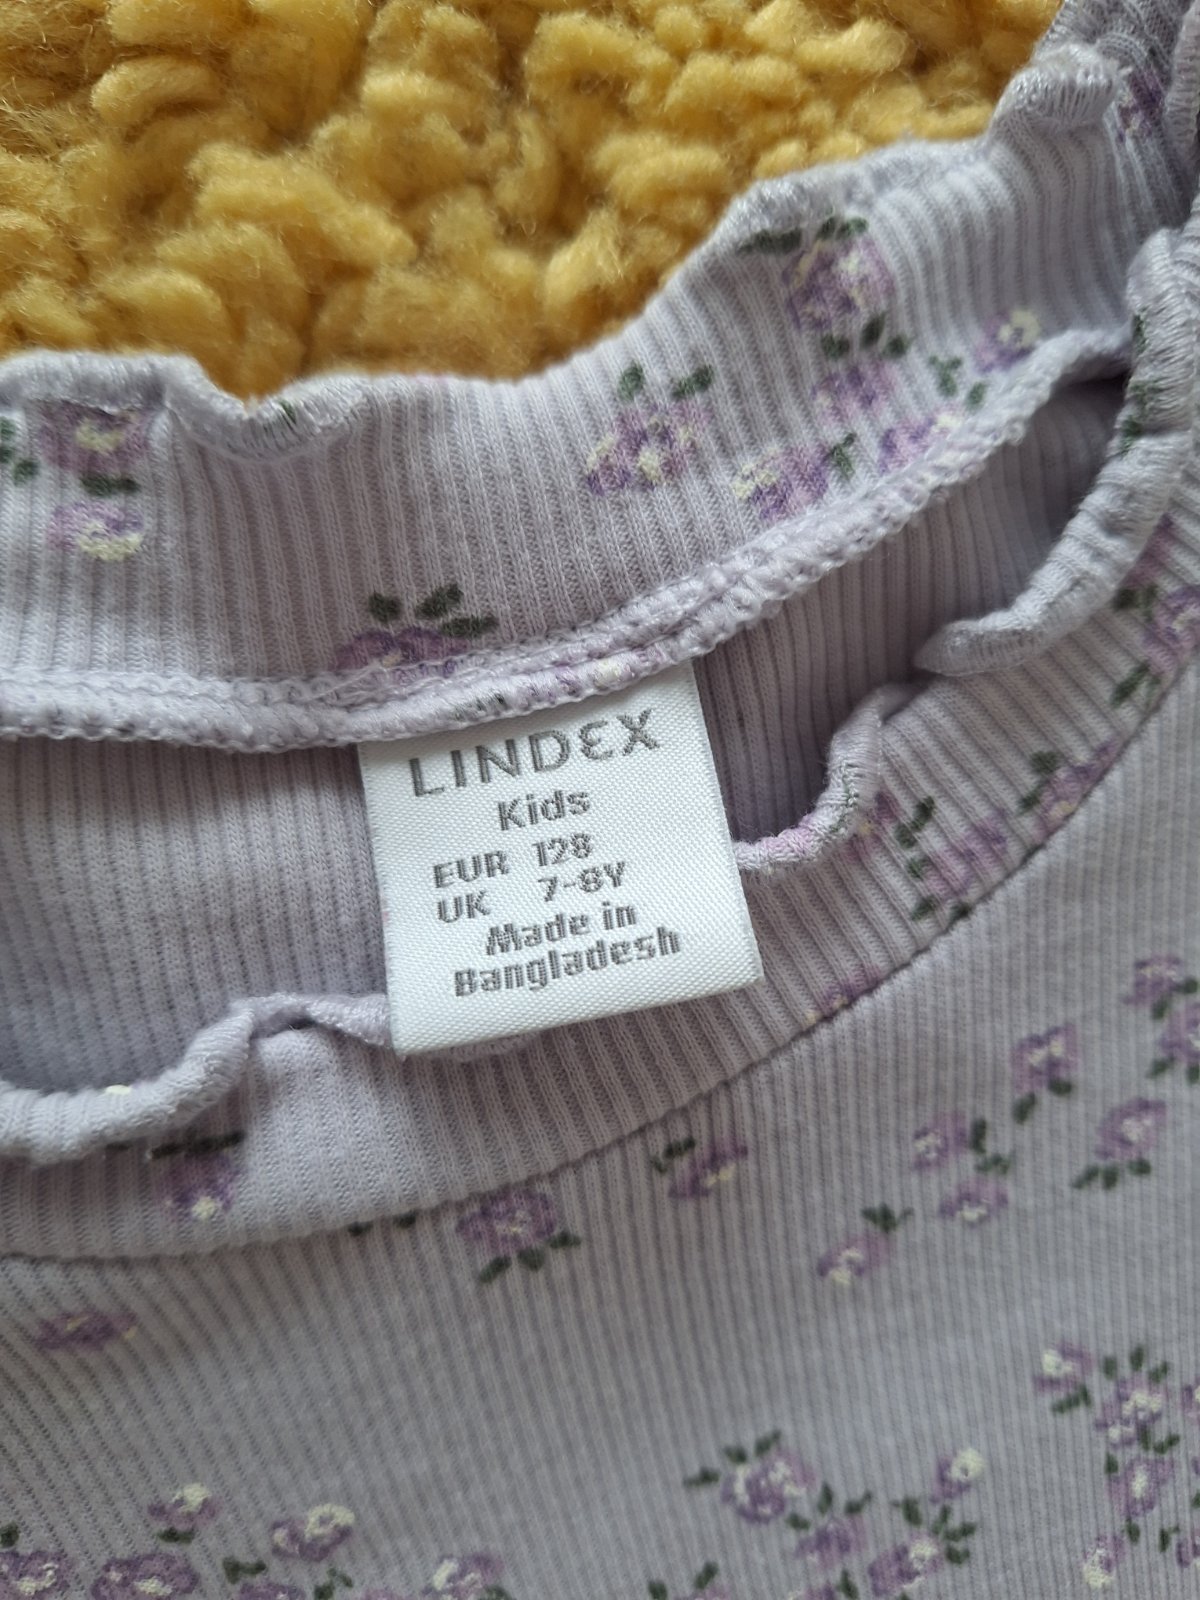 LINDEX
Kids
EUR 128
UK 7-8Y
Made in
Bangladesh